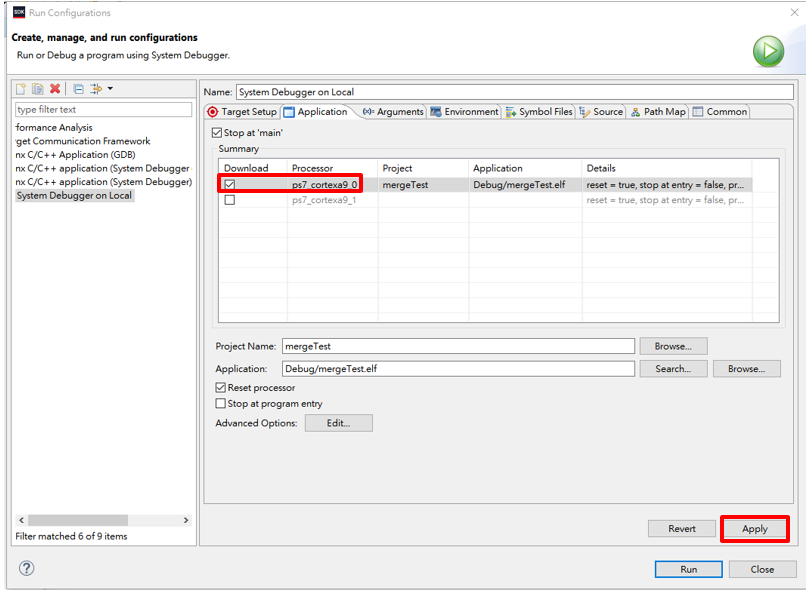 SDK Run Configurations
Create, manage, and run configurations
Run or Debug a program using System Debugger.
type filter text
formance Analysis
get Communication Framework
nx C/C++ Application (GDB)
nx C/C++ application (System Debugger
nx C/C++ application (System Debugger)
System Debugger on Local
Filter matched 6 of 9 items
Name: System Debugger on Local
Target Setup Application (x)= Arguments Environment Symbol Files Source Path Map Common
Stop at 'main'
Summary
Download Processor Project Application Details
ps7_cortexa9_0 mergeTest Debug/mergeTest.elf reset = true, stop at entry = false, pr...
ps7_cortexa9_1 reset = true, stop at entry = false, pr...
Project Name: mergeTest Browse...
Application: Debug/mergeTest.elf Search... Browse...
Reset processor
Stop at program entry
Advanced Options: Edit...
Revert Apply
? Run Close